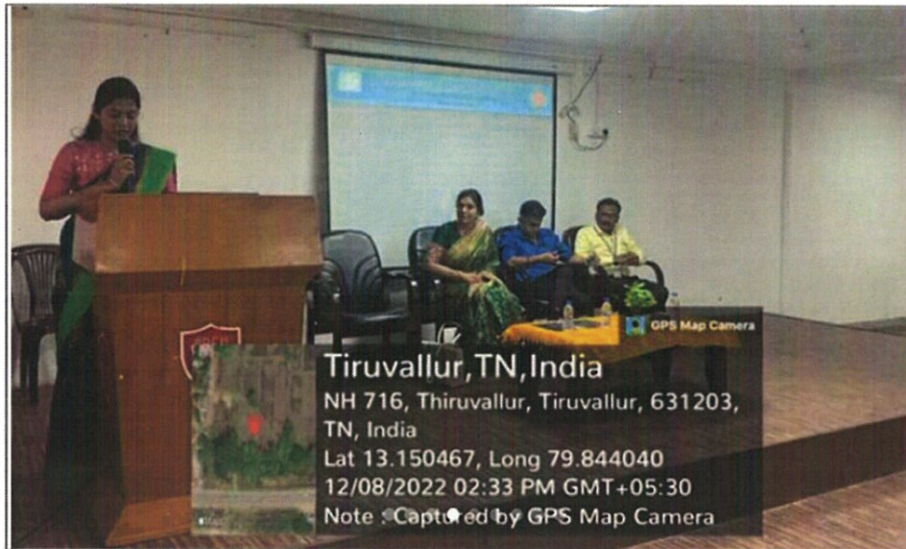 GPS Map Camera
Tiruvallur,TN,India
NH 716, Thiruvallur, Tiruvallur, 631203,
TN, India
Lat 13.150467, Long 79.844040
12/08/2022 02:33 PM GMT+05:30
Note : Captured by GPS Map Camera